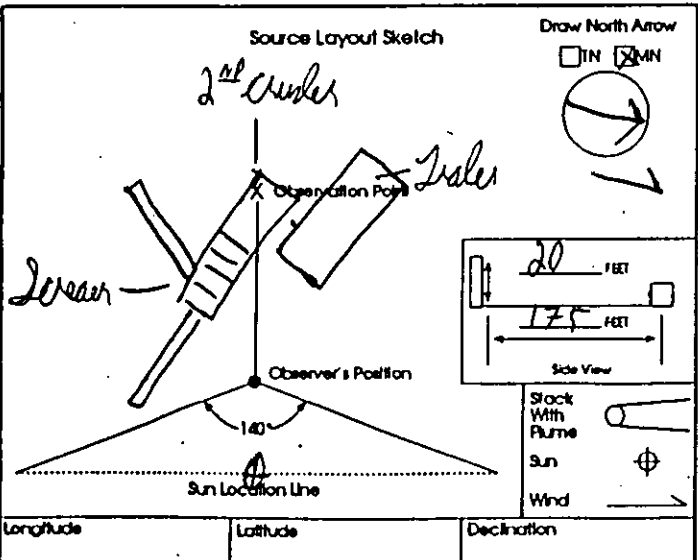 Source Layout Sketch
Draw North Arrow
TN MN
2nd Crusher
Observation Point
Trailer
Screen
20 FEET
175 FEET
Side View
Observer's Position
140
Sun Location Line
Stack
With
Plume
Sun
Wind
Longitude
Latitude
Declination